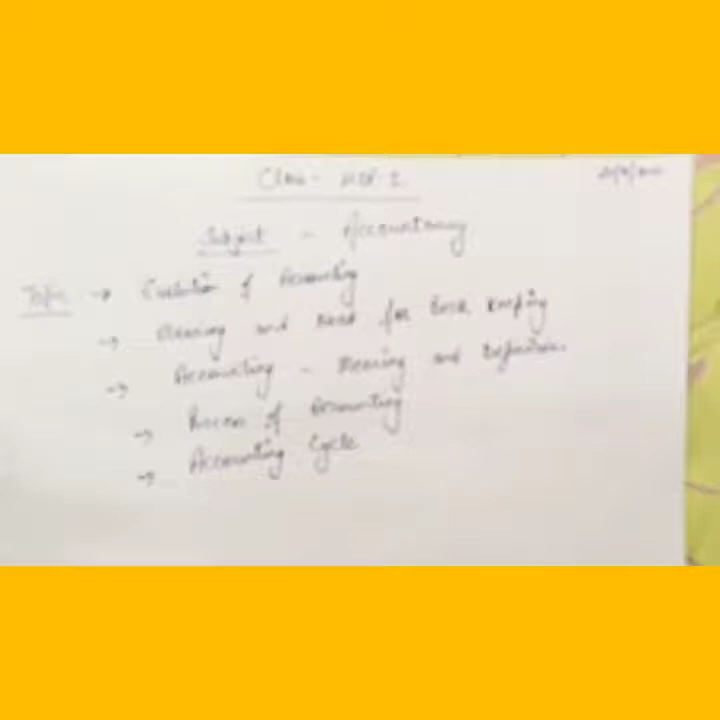 Class -
Subject - Accountancy
Topic → Evolution of Accounting
→ Meaning and Need for Book keeping
→ Accounting - Meaning and Definition
→ Process of Accounting
→ Accounting Cycle